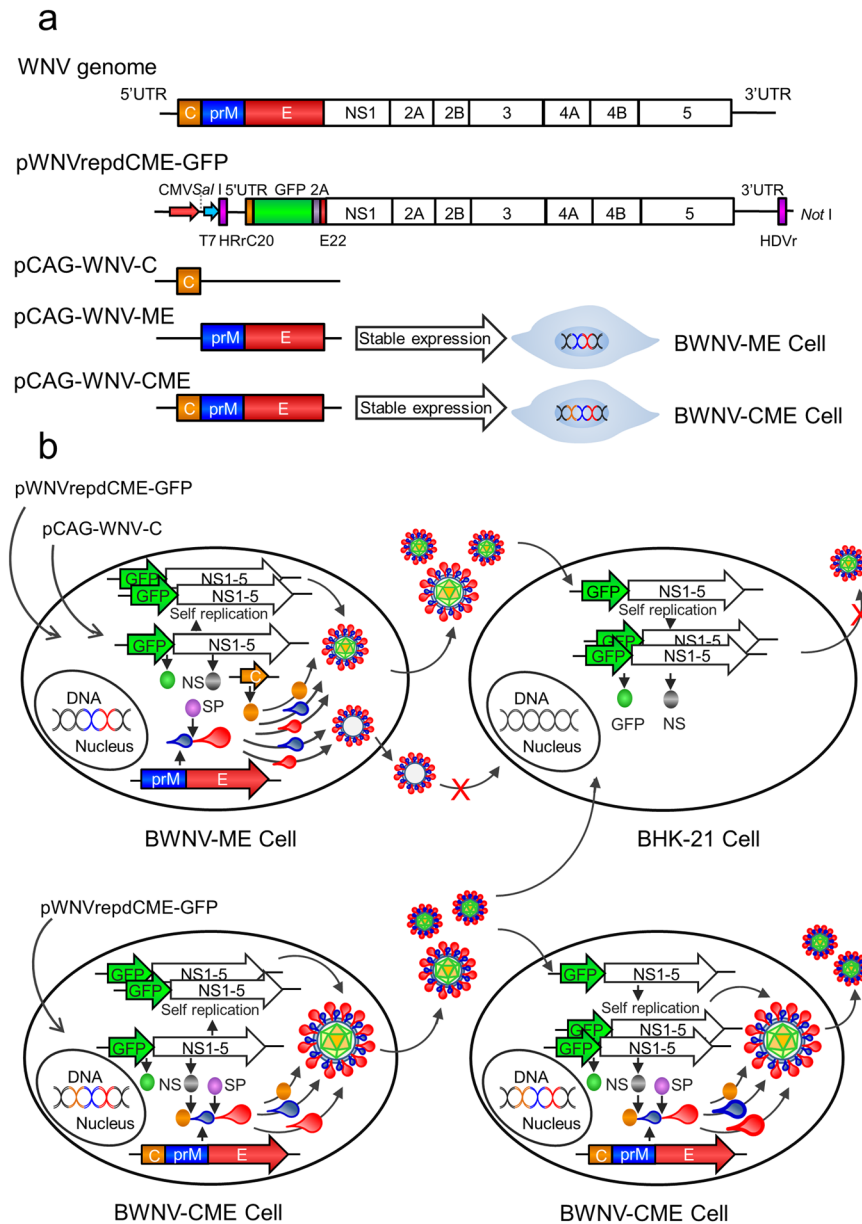 a
WNV genome
5'UTR
3'UTR
C prM E NS1 2A 2B 3 4A 4B 5
pWNVrepdCME-GFP
CMV Sal I 5'UTR GFP 2A
3'UTR
NS1 2A 2B 3 4A 4B 5
Not I
T7 HRr C20 E22
HDVr
pCAG-WNV-C
C
pCAG-WNV-ME
prM E
Stable expression
BWNV-ME Cell
pCAG-WNV-CME
C prM E
Stable expression
BWNV-CME Cell
b
pWNVrepdCME-GFP
pCAG-WNV-C
GFP NS1-5
GFP NS1-5
Self replication
GFP NS1-5
NS
C
SP
DNA
Nucleus
prM E
BWNV-ME Cell
X
GFP NS1-5
Self replication
GFP NS1-5
GFP NS1-5
GFP
NS
DNA
Nucleus
X
BHK-21 Cell
pWNVrepdCME-GFP
GFP NS1-5
GFP NS1-5
Self replication
GFP NS1-5
DNA
NS
SP
Nucleus
C prM E
BWNV-CME Cell
GFP NS1-5
Self replication
GFP NS1-5
GFP NS1-5
DNA
NS
SP
Nucleus
C prM E
BWNV-CME Cell